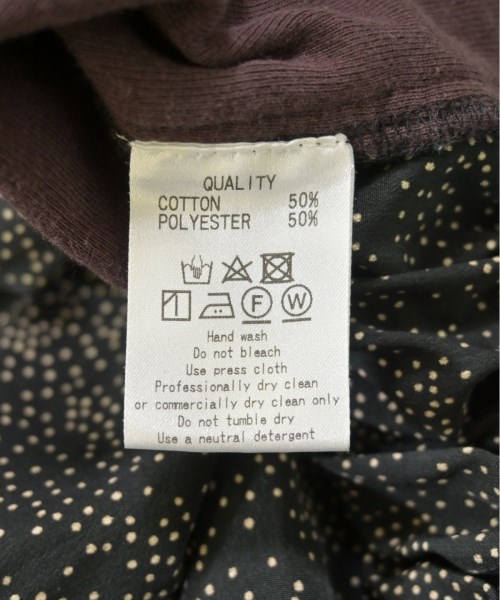 QUALITY
COTTON 50%
POLYESTER 50%
F W
Hand wash
Do not bleach
Use press cloth
Professionally dry clean
or commercially dry clean only
Do not tumble dry
Use a neutral detergent